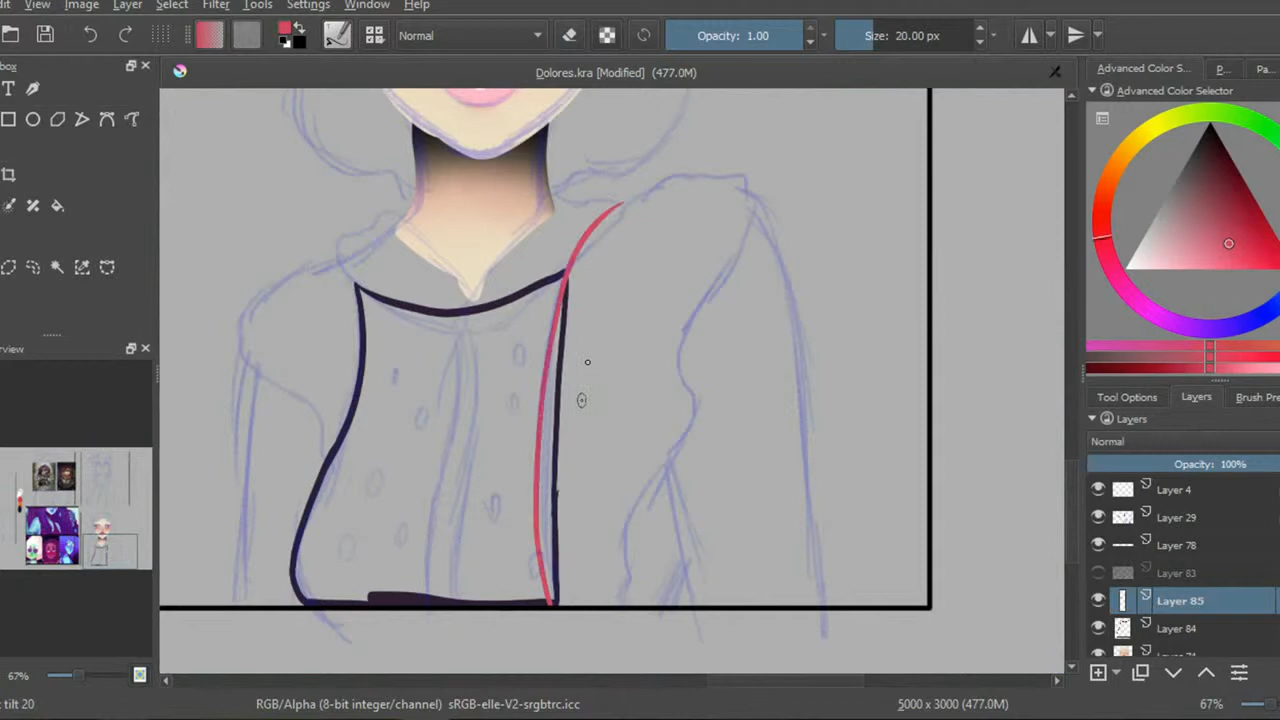 View Image Layer Select Filter Tools Settings Window Help
Normal Opacity: 1.00 Size: 20.00 px
Dolores.kra [Modified] (477.0M)
Advanced Color S... P... Pa...
Advanced Color Selector
Tool Options Layers Brush Pre
Layers
Normal
Opacity: 100%
Layer 4
Layer 29
Layer 78
Layer 83
Layer 85
Layer 84
67%
tilt 20 RGB/Alpha (8-bit integer/channel) sRGB-elle-V2-srgbtrc.icc 5000 x 3000 (477.0M) 67%